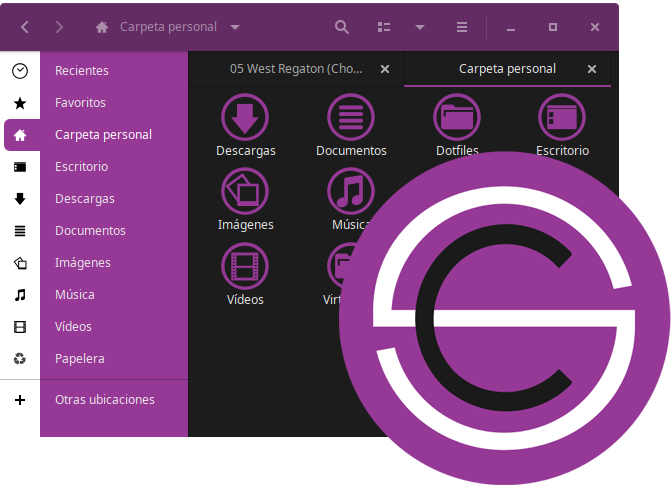 Carpeta personal
05 West Regaton (Cho...
Carpeta personal
Recientes
Favoritos
Carpeta personal
Escritorio
Descargas
Documentos
Imágenes
Música
Vídeos
Papelera
Otras ubicaciones
Descargas
Documentos
Dotfiles
Escritorio
Imágenes
Música
Vídeos